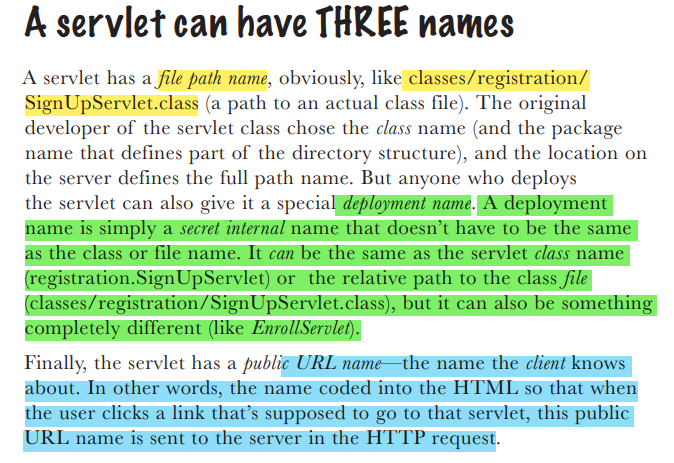 A servlet can have THREE names
A servlet has a file path name, obviously, like classes/registration/
SignUpServlet.class (a path to an actual class file). The original
developer of the servlet class chose the class name (and the package
name that defines part of the directory structure), and the location on
the server defines the full path name. But anyone who deploys
the servlet can also give it a special deployment name. A deployment
name is simply a secret internal name that doesn't have to be the same
as the class or file name. It can be the same as the servlet class name
(registration.SignUpServlet) or the relative path to the class file
(classes/registration/SignUpServlet.class), but it can also be something
completely different (like EnrollServlet).
Finally, the servlet has a public URL name—the name the client knows
about. In other words, the name coded into the HTML so that when
the user clicks a link that's supposed to go to that servlet, this public
URL name is sent to the server in the HTTP request.